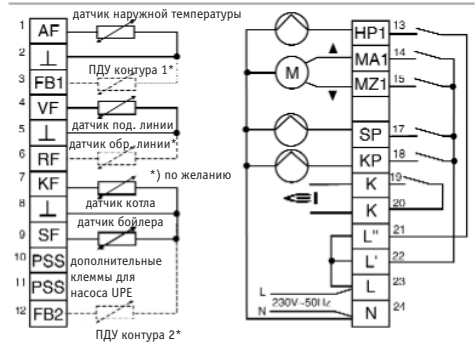 датчик наружной температуры
1 AF
2 ⊥
3 FB1
ПДУ контура 1*
4 VF
5 ⊥ датчик под. линии
6 RF датчик обр. линии*
7 KF *) по желанию
8 ⊥ датчик котла
9 SF датчик бойлера
10 PSS дополнительные
11 PSS клеммы для
насоса UPE
12 FB2
ПДУ контура 2*
HP1 13
MA1 14
M
MZ1 15
SP 17
KP 18
K 19
K 20
L" 21
L' 22
L L 23
230V~50Hz
N N 24